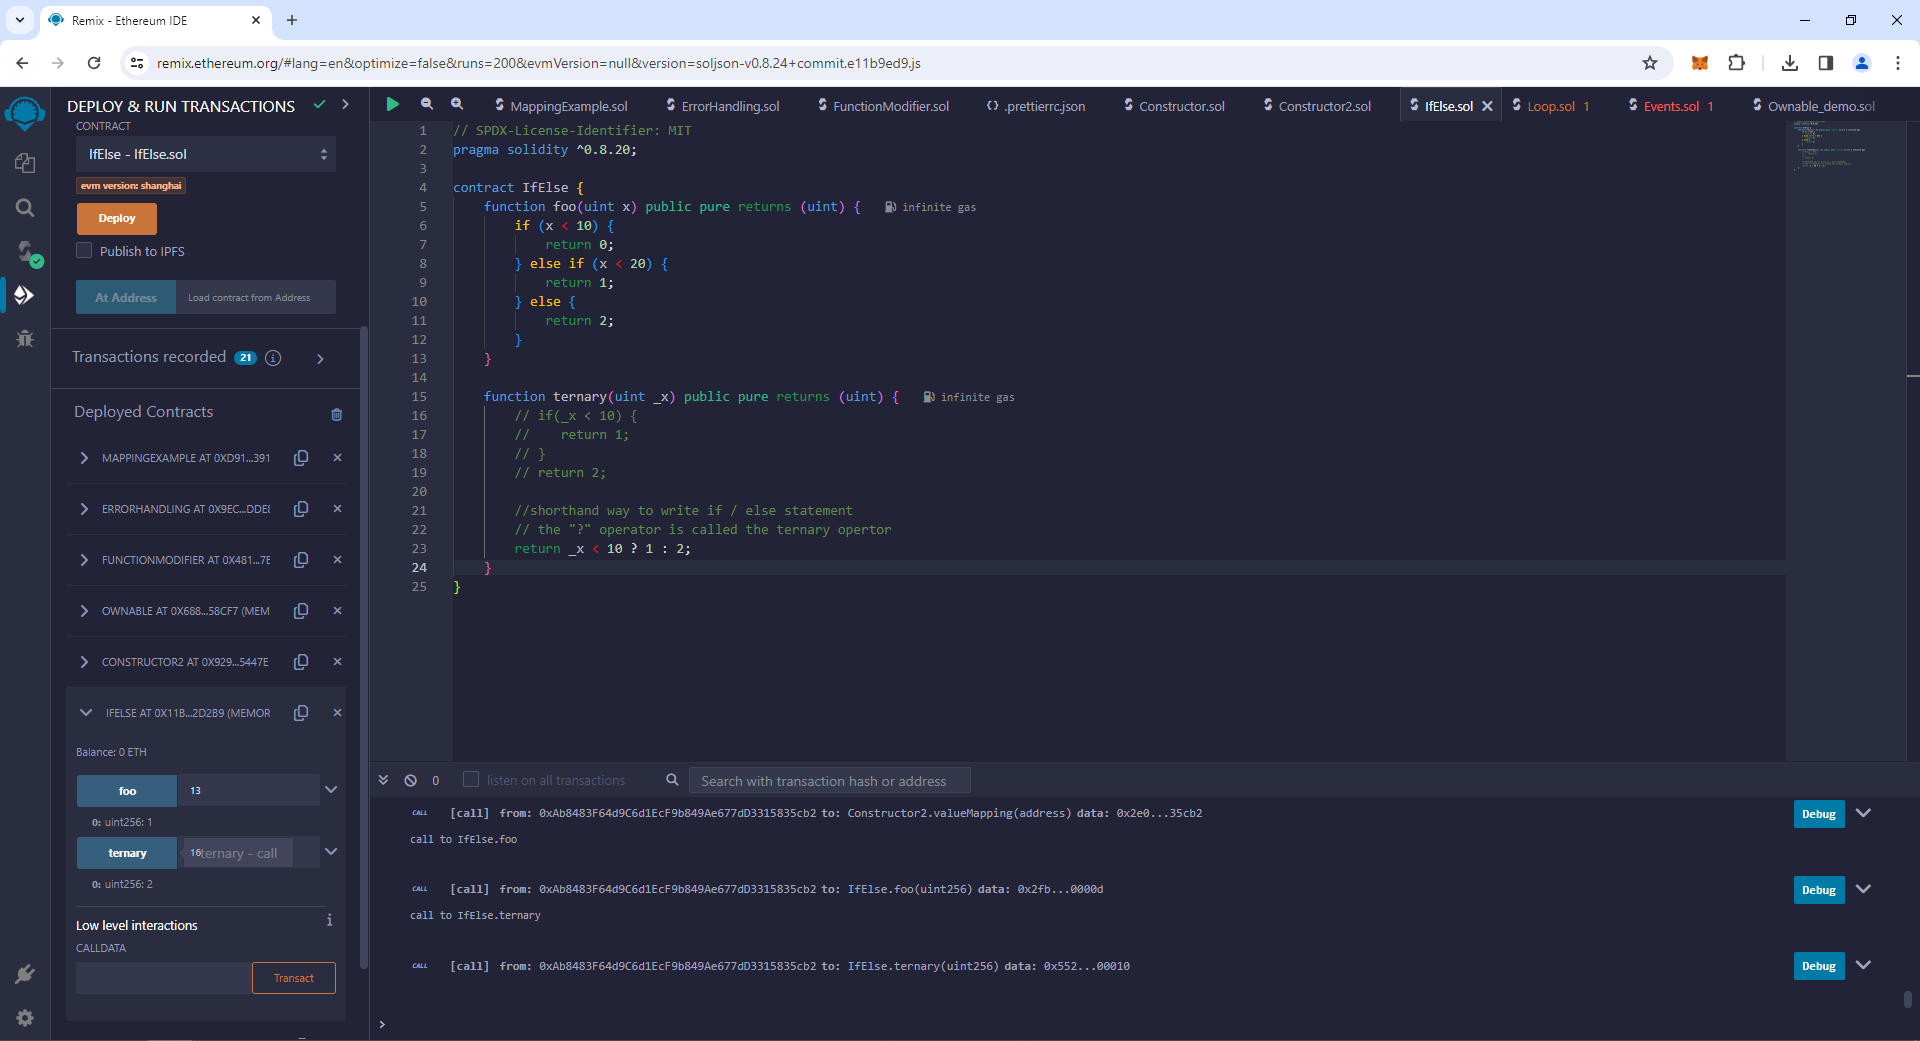 Remix - Ethereum IDE
remix.ethereum.org/#lang=en&optimize=false&runs=200&evmVersion=null&version=soljson-v0.8.24+commit.e11b9ed9.js
DEPLOY & RUN TRANSACTIONS
CONTRACT
IfElse - IfElse.sol
evm version: shanghai
Deploy
Publish to IPFS
At Address
Load contract from Address
Transactions recorded 21
Deployed Contracts
MAPPINGEXAMPLE AT 0XD91...391
ERRORHANDLING AT 0X9EC...DDE8
FUNCTIONMODIFIER AT 0X481...7E
OWNABLE AT 0X688...58CF7 (MEM
CONSTRUCTOR2 AT 0X929...5447E
IFELSE AT 0X11B...2D2B9 (MEMOR
Balance: 0 ETH
foo 13
0: uint256: 1
ternary 16 ternary - call
0: uint256: 2
Low level interactions
CALLDATA
Transact
MappingExample.sol
ErrorHandling.sol
FunctionModifier.sol
{} .prettierrc.json
Constructor.sol
Constructor2.sol
IfElse.sol
Loop.sol 1
Events.sol 1
Ownable_demo.sol
1 // SPDX-License-Identifier: MIT
2 pragma solidity ^0.8.20;
3
4 contract IfElse {
5 function foo(uint x) public pure returns (uint) { infinite gas
6 if (x < 10) {
7 return 0;
8 } else if (x < 20) {
9 return 1;
10 } else {
11 return 2;
12 }
13 }
14
15 function ternary(uint _x) public pure returns (uint) { infinite gas
16 // if(_x < 10) {
17 // return 1;
18 // }
19 // return 2;
20
21 //shorthand way to write if / else statement
22 // the "?" operator is called the ternary opertor
23 return _x < 10 ? 1 : 2;
24 }
25 }
0 listen on all transactions
Search with transaction hash or address
CALL [call] from: 0xAb8483F64d9C6d1EcF9b849Ae677dD3315835cb2 to: Constructor2.valueMapping(address) data: 0x2e0...35cb2
Debug
call to IfElse.foo
CALL [call] from: 0xAb8483F64d9C6d1EcF9b849Ae677dD3315835cb2 to: IfElse.foo(uint256) data: 0x2fb...0000d
Debug
call to IfElse.ternary
CALL [call] from: 0xAb8483F64d9C6d1EcF9b849Ae677dD3315835cb2 to: IfElse.ternary(uint256) data: 0x552...00010
Debug
>